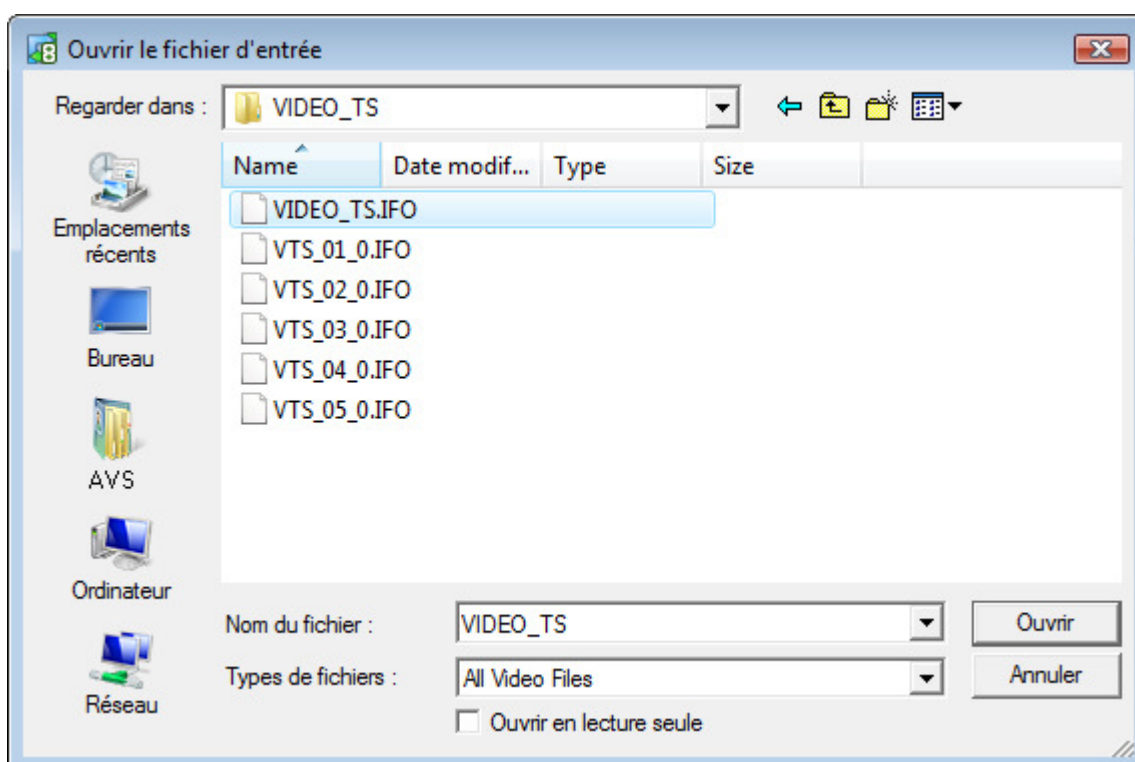 8 Ouvrir le fichier d'entrée
Regarder dans : VIDEO_TS
Name Date modif... Type Size
VIDEO_TS.IFO
VTS_01_0.IFO
VTS_02_0.IFO
VTS_03_0.IFO
VTS_04_0.IFO
VTS_05_0.IFO
Emplacements
récents
Bureau
AVS
Ordinateur
Réseau
Nom du fichier : VIDEO_TS Ouvrir
Types de fichiers : All Video Files Annuler
Ouvrir en lecture seule